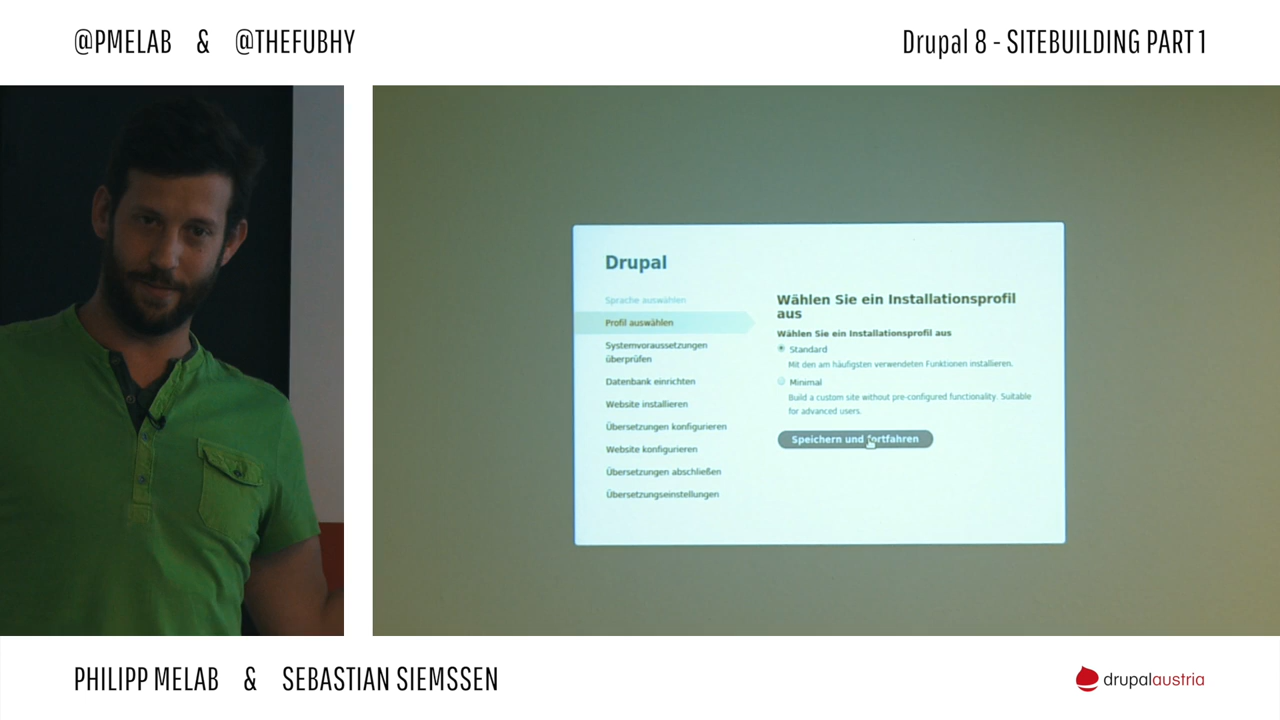 @PMELAB & @THEFUBHY
Drupal 8 - SITEBUILDING PART 1
Drupal
Sprache auswählen
Profil auswählen
Systemvoraussetzungen
überprüfen
Datenbank einrichten
Website installieren
Übersetzungen konfigurieren
Website konfigurieren
Übersetzungen abschließen
Übersetzungseinstellungen
Wählen Sie ein Installationsprofil
aus
Wählen Sie ein Installationsprofil aus
Standard
Mit den am häufigsten verwendeten Funktionen installieren.
Minimal
Build a custom site without pre-configured functionality. Suitable
for advanced users.
Speichern und fortfahren
PHILIPP MELAB & SEBASTIAN SIEMSSEN
drupalaustria